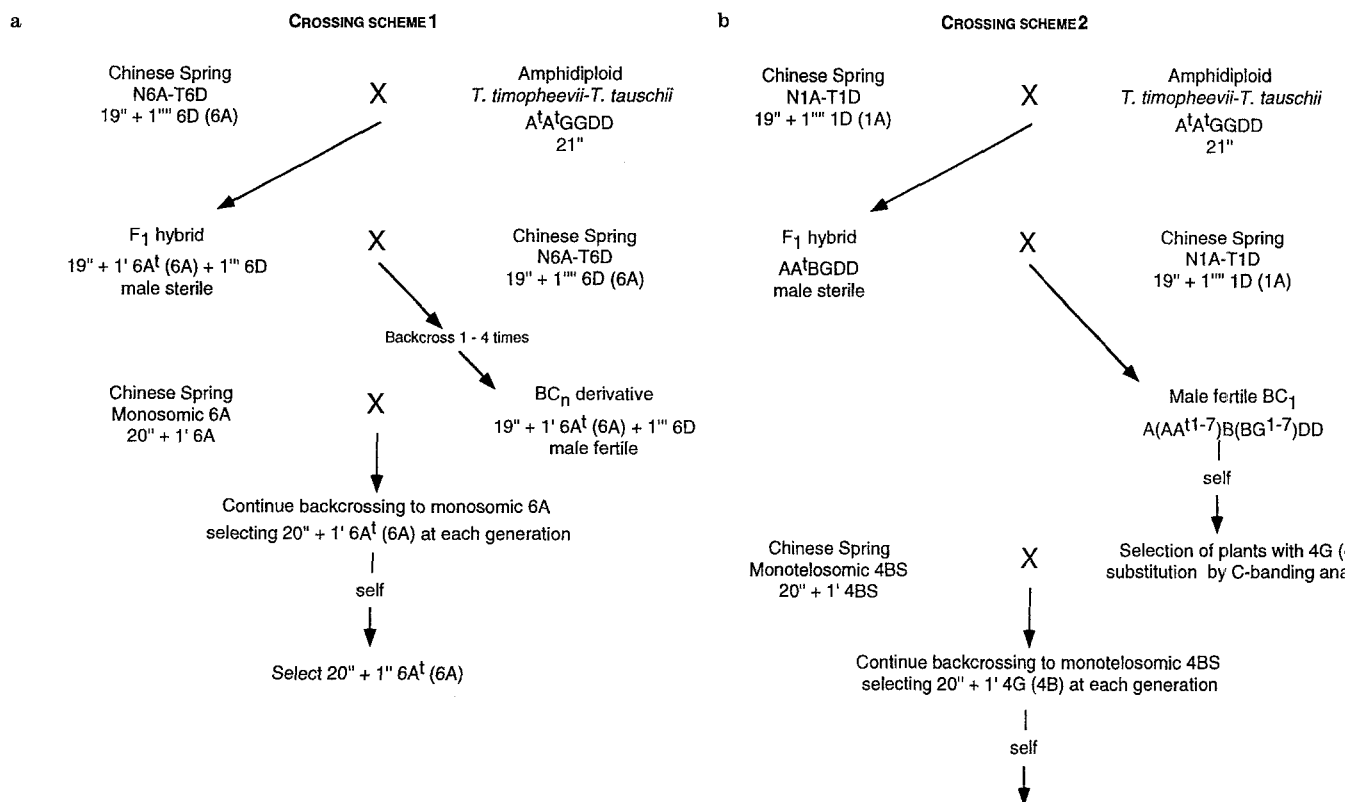 a
CROSSING SCHEME 1
Chinese Spring
N6A-T6D
19" + 1"" 6D (6A)
X
Amphidiploid
T. timopheevii-T. tauschii
AᵗAᵗGGDD
21"
F₁ hybrid
19" + 1' 6Aᵗ (6A) + 1"' 6D
male sterile
X
Chinese Spring
N6A-T6D
19" + 1"" 6D (6A)
Backcross 1 - 4 times
Chinese Spring
Monosomic 6A
20" + 1' 6A
X
BCₙ derivative
19" + 1' 6Aᵗ (6A) + 1"' 6D
male fertile
Continue backcrossing to monosomic 6A
selecting 20" + 1' 6Aᵗ (6A) at each generation
self
Select 20" + 1" 6Aᵗ (6A)
b
CROSSING SCHEME 2
Chinese Spring
N1A-T1D
19" + 1"" 1D (1A)
X
Amphidiploid
T. timopheevii-T. tauschii
AᵗAᵗGGDD
21"
F₁ hybrid
AAᵗBGDD
male sterile
X
Chinese Spring
N1A-T1D
19" + 1"" 1D (1A)
Male fertile BC₁
A(AAᵗ¹⁻⁷)B(BG¹⁻⁷)DD
self
Selection of plants with 4G (
substitution by C-banding ana
Chinese Spring
Monotelosomic 4BS
20" + 1' 4BS
X
Continue backcrossing to monotelosomic 4BS
selecting 20" + 1' 4G (4B) at each generation
self